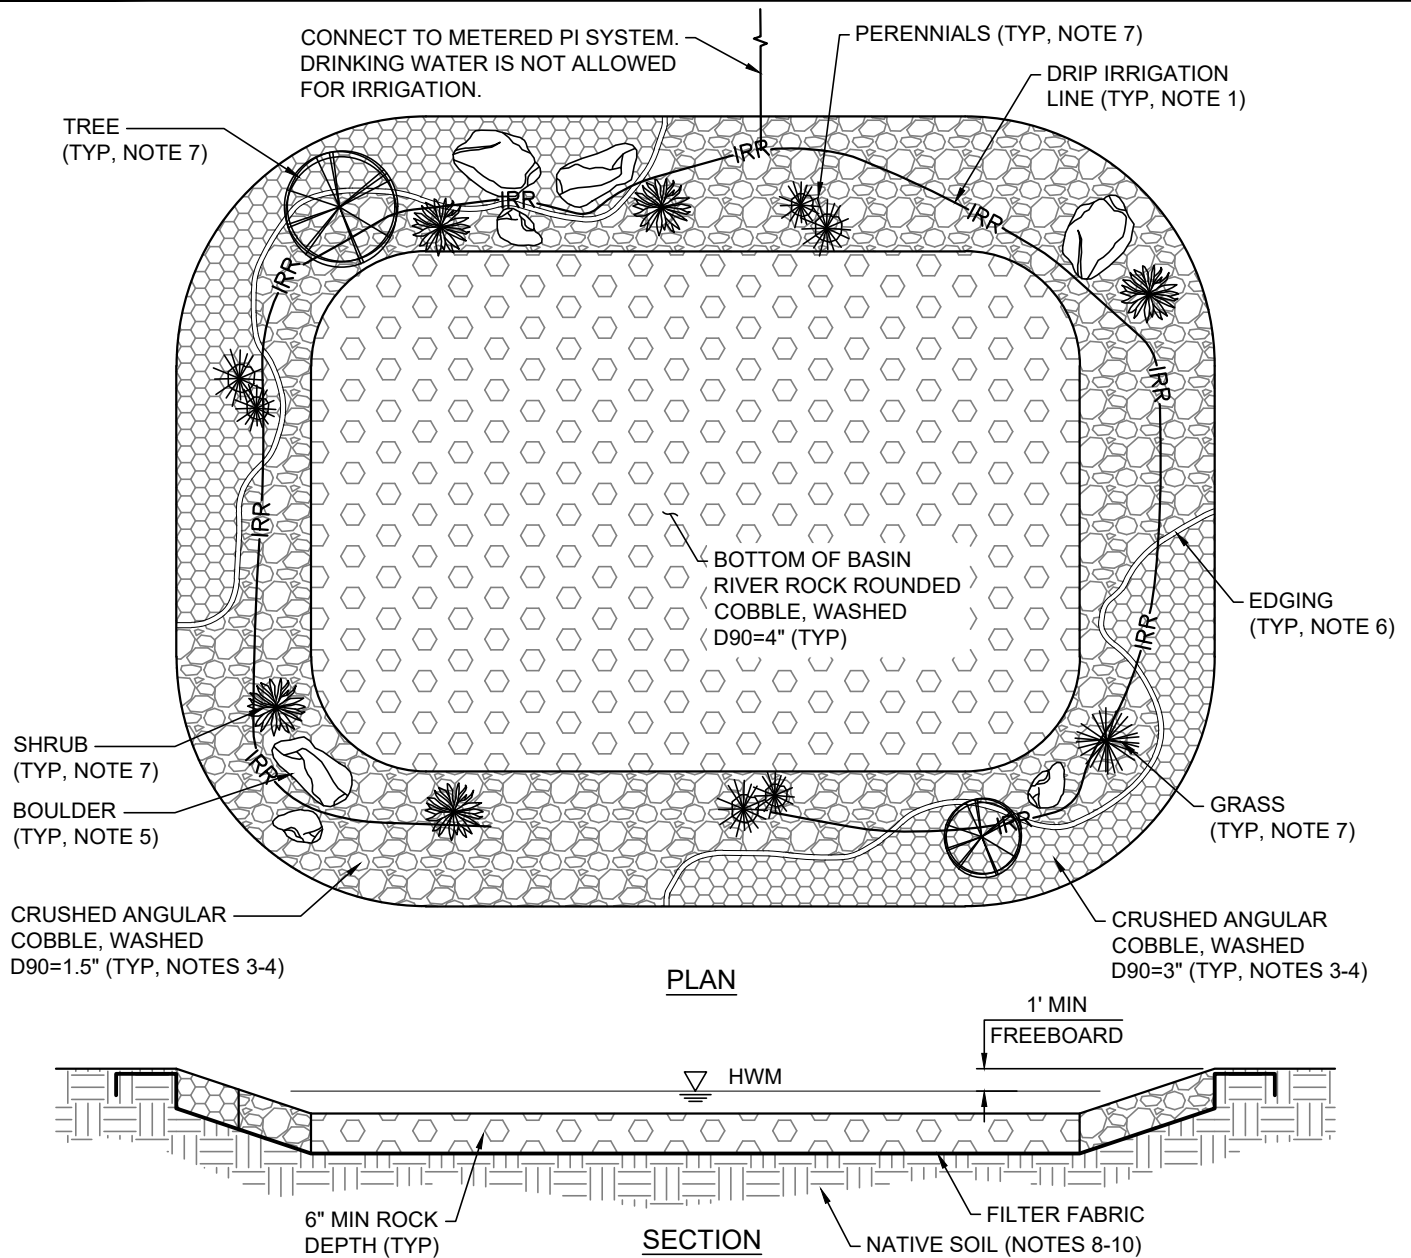 CONNECT TO METERED PI SYSTEM.
DRINKING WATER IS NOT ALLOWED
FOR IRRIGATION.
PERENNIALS (TYP, NOTE 7)
DRIP IRRIGATION
LINE (TYP, NOTE 1)
TREE
(TYP, NOTE 7)
IRR
IRR
IRR
IRR
IRR
IRR
IRR
IRR
IRR
BOTTOM OF BASIN
RIVER ROCK ROUNDED
COBBLE, WASHED
D90=4" (TYP)
EDGING
(TYP, NOTE 6)
SHRUB
(TYP, NOTE 7)
BOULDER
(TYP, NOTE 5)
GRASS
(TYP, NOTE 7)
CRUSHED ANGULAR
COBBLE, WASHED
D90=1.5" (TYP, NOTES 3-4)
CRUSHED ANGULAR
COBBLE, WASHED
D90=3" (TYP, NOTES 3-4)
PLAN
1' MIN
FREEBOARD
HWM
6" MIN ROCK
DEPTH (TYP)
SECTION
FILTER FABRIC
NATIVE SOIL (NOTES 8-10)